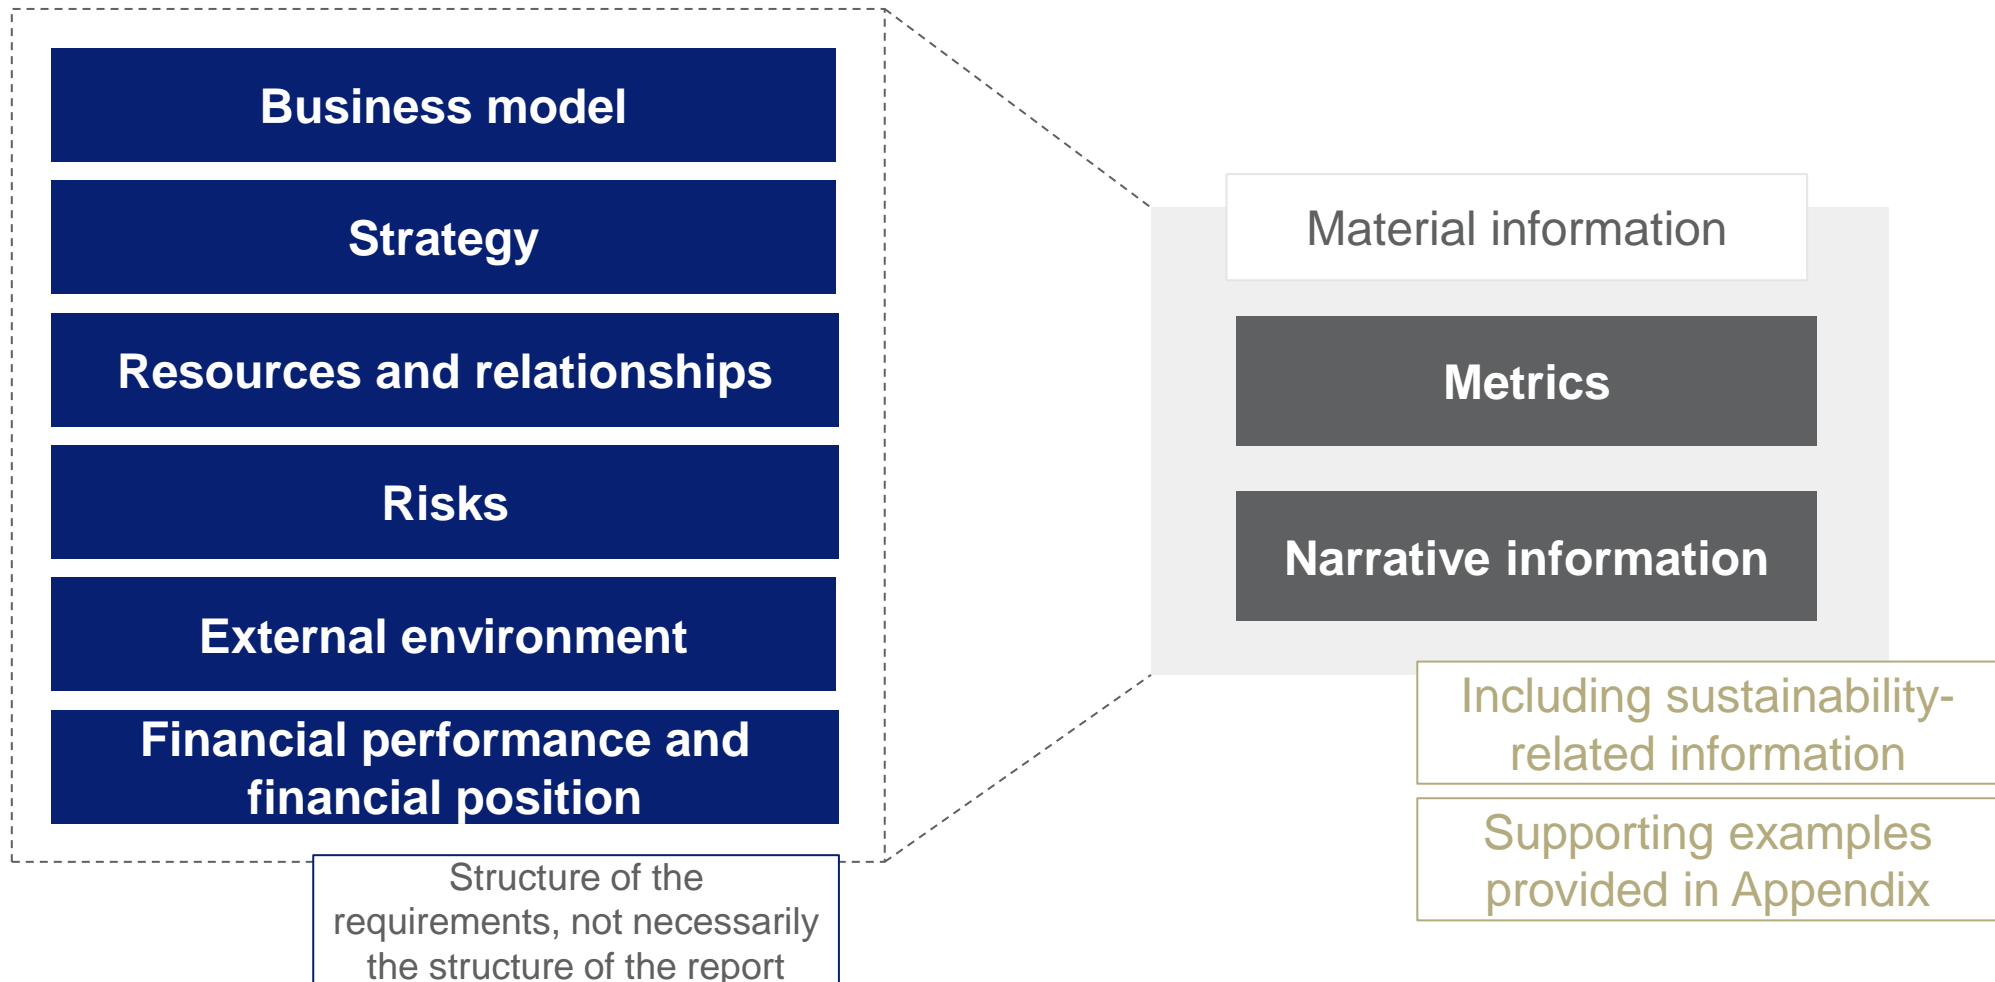 Business model
Strategy
Resources and relationships
Risks
External environment
Financial performance and
financial position
Structure of the
requirements, not necessarily
the structure of the report
Material information
Metrics
Narrative information
Including sustainability-
related information
Supporting examples
provided in Appendix